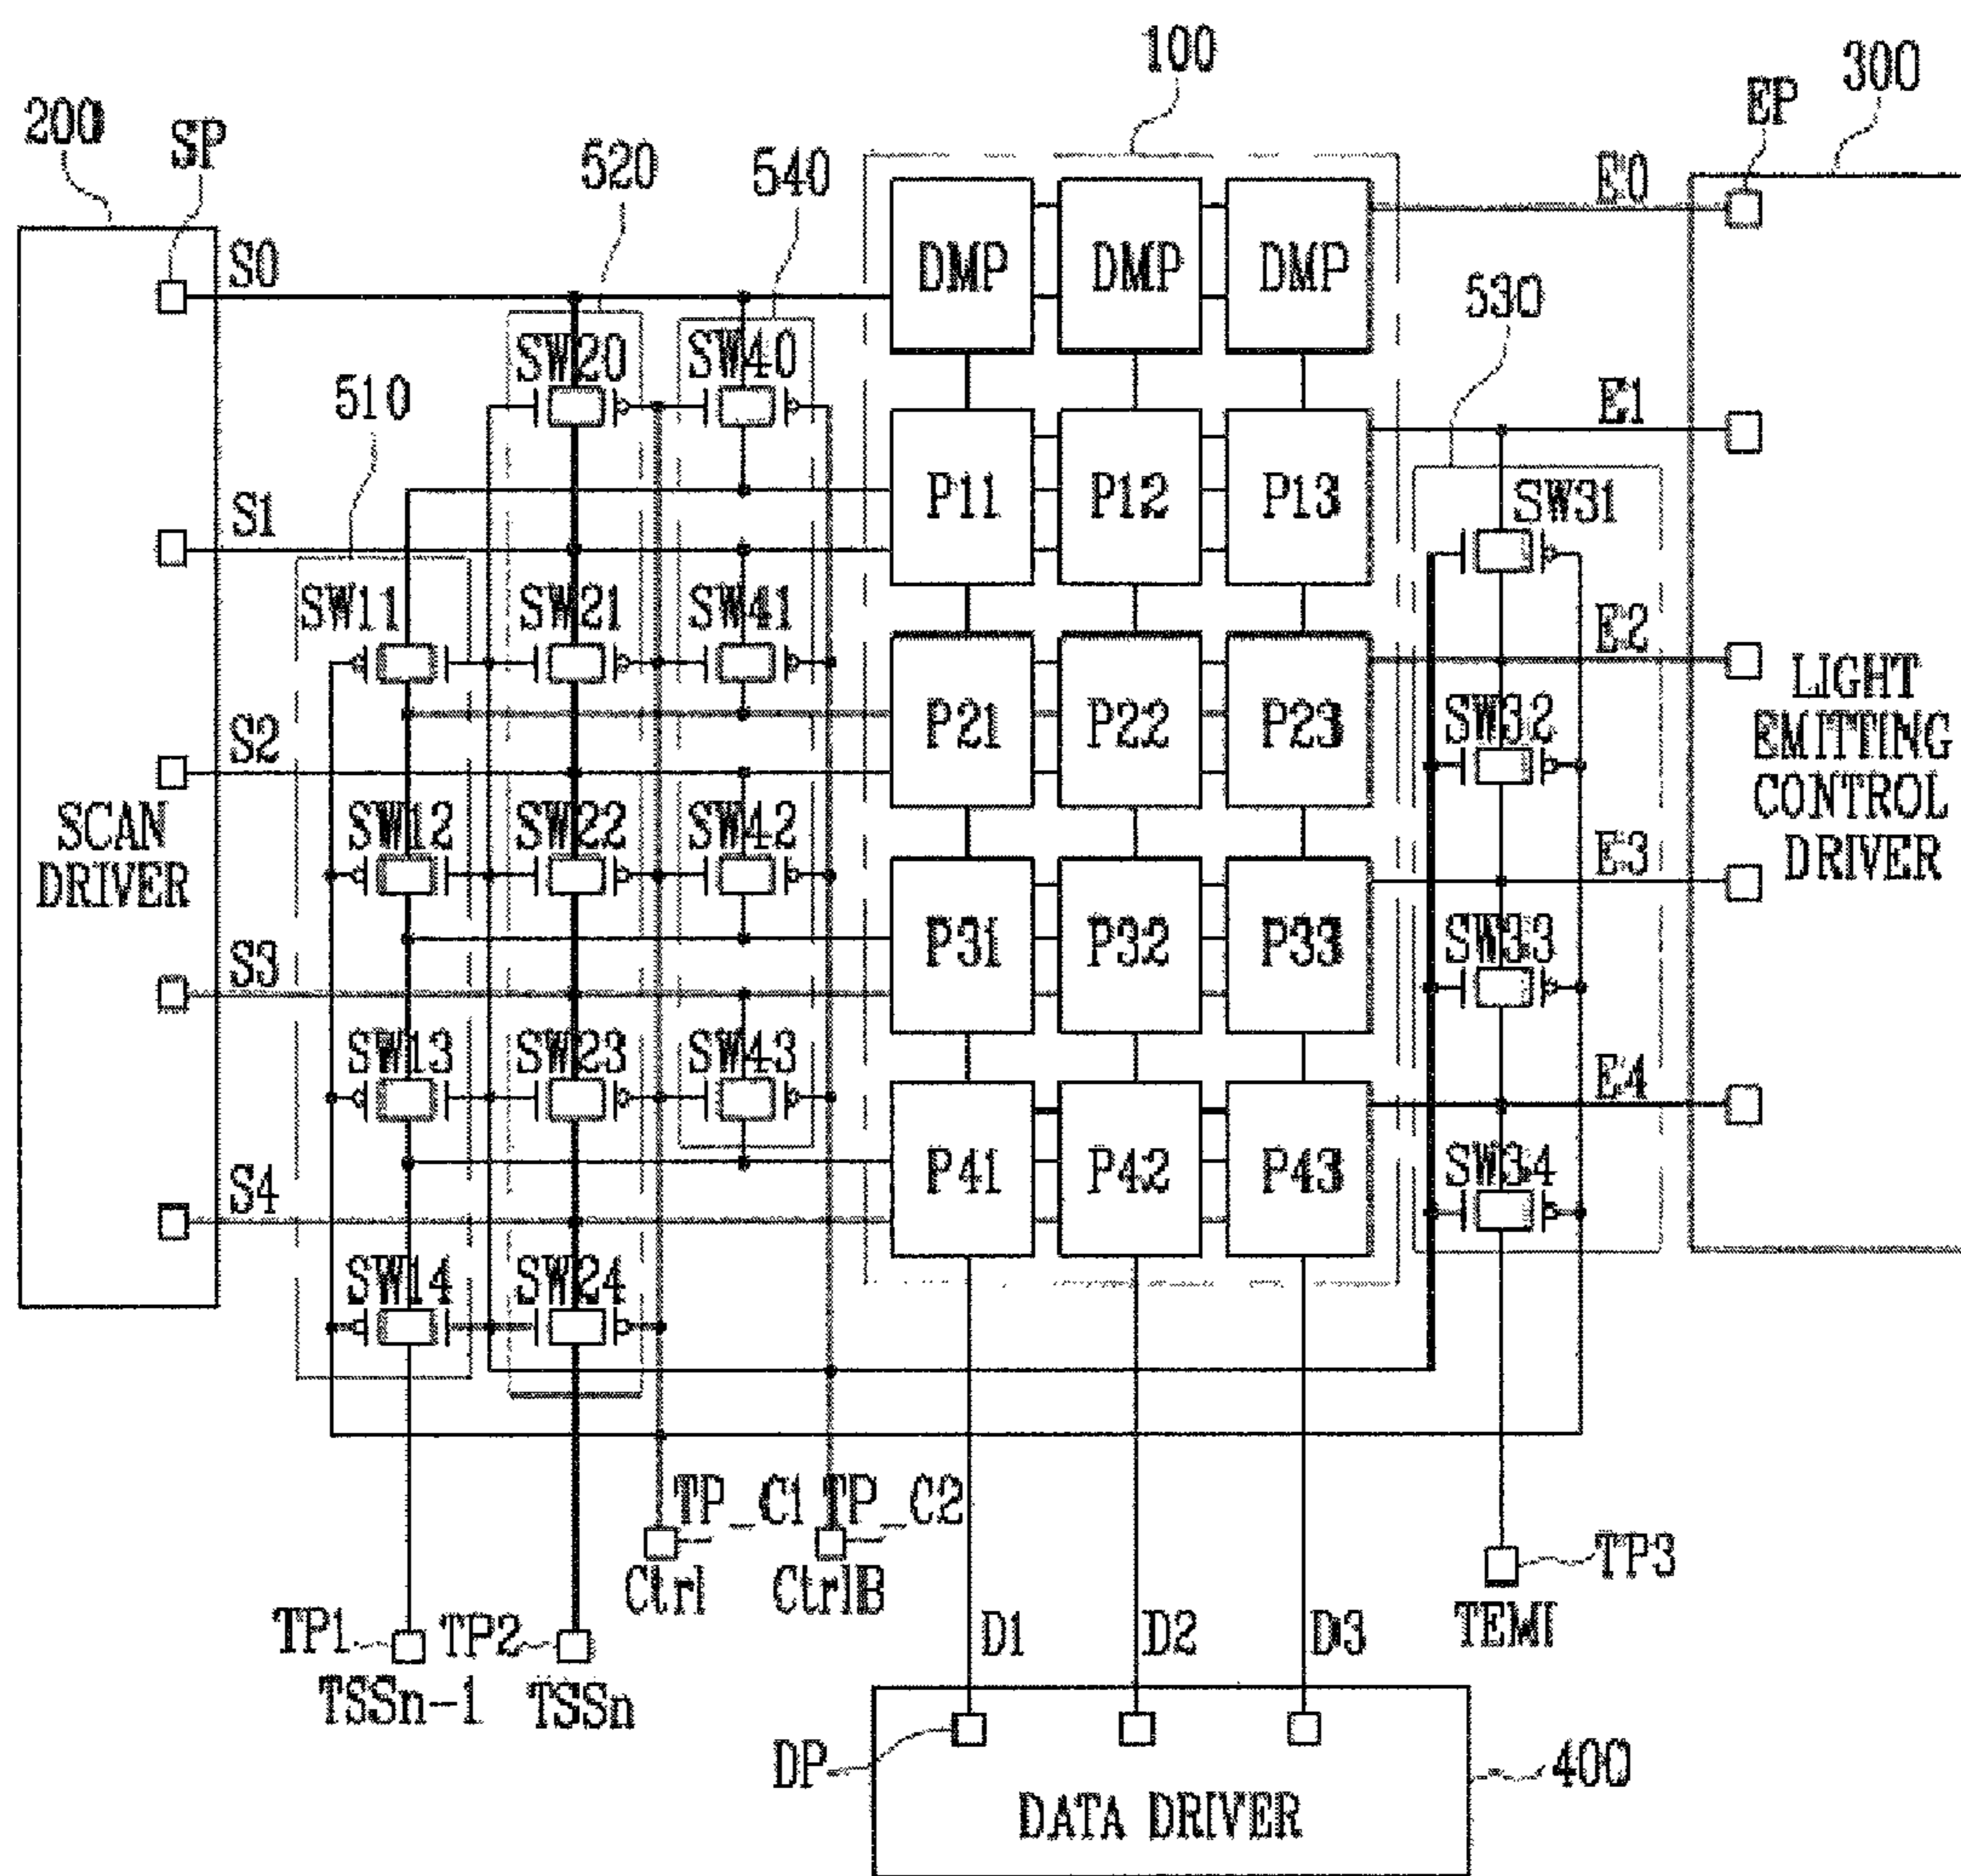 100
300
200
SP
520
540
EP
E0
S0
DMP
DMP
DMP
530
SW20
SW40
510
E1
S1
P11
P12
P13
SW31
SW11
SW21
SW41
E2
S2
P21
P22
P23
SW32
LIGHT
EMITTING
CONTROL
DRIVER
SCAN
DRIVER
SW12
SW22
SW42
E3
S3
P31
P32
P33
SW33
SW13
SW23
SW43
E4
S4
P41
P42
P43
SW34
SW14
SW24
TP_C1
TP_C2
Ctrl
CtrlB
TP3
TEMI
TP1
TP2
TSSn-1
TSSn
D1
D2
D3
DP
400
DATA DRIVER